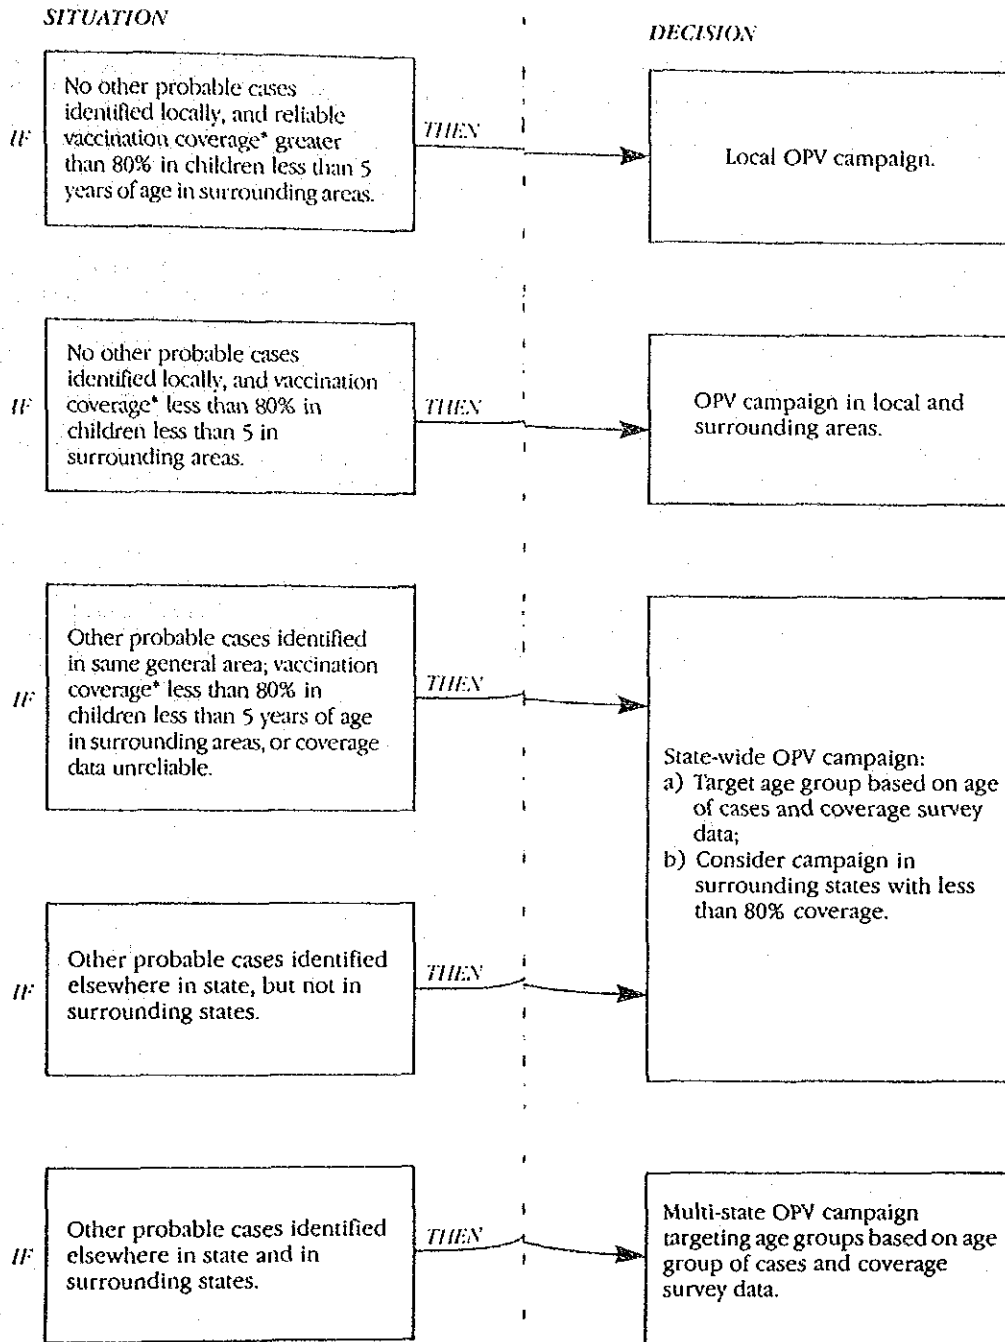 SITUATION
DECISION
IF
No other probable cases
identified locally, and reliable
vaccination coverage* greater
than 80% in children less than 5
years of age in surrounding areas.
THEN
Local OPV campaign.
IF
No other probable cases
identified locally, and vaccination
coverage* less than 80% in
children less than 5 in
surrounding areas.
THEN
OPV campaign in local and
surrounding areas.
IF
Other probable cases identified
in same general area; vaccination
coverage* less than 80% in
children less than 5 years of age
in surrounding areas, or coverage
data unreliable.
THEN
IF
Other probable cases identified
elsewhere in state, but not in
surrounding states.
THEN
State-wide OPV campaign:
a) Target age group based on age
of cases and coverage survey
data;
b) Consider campaign in
surrounding states with less
than 80% coverage.
IF
Other probable cases identified
elsewhere in state and in
surrounding states.
THEN
Multi-state OPV campaign
targeting age groups based on age
group of cases and coverage
survey data.